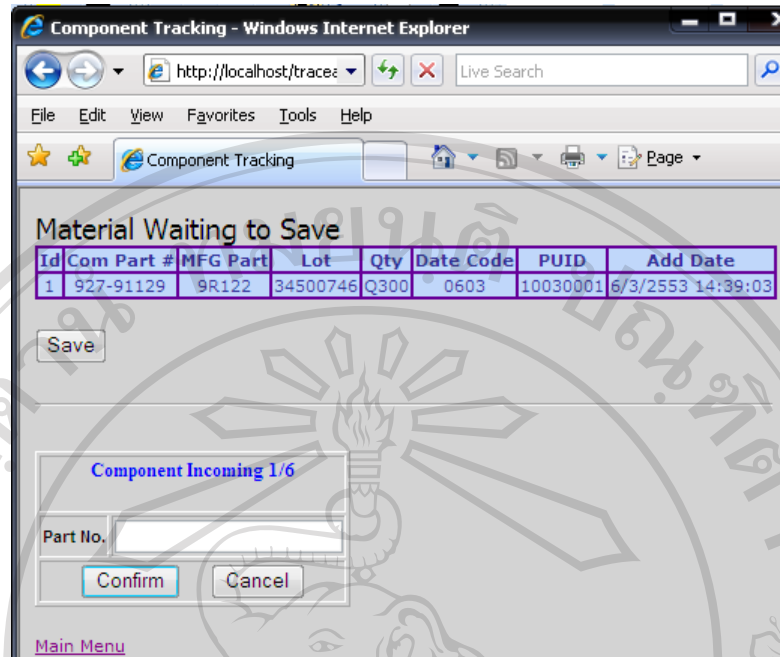 Component Tracking - Windows Internet Explorer
http://localhost/tracea
Live Search
File Edit View Favorites Tools Help
Component Tracking
Page
Material Waiting to Save
Id Com Part # MFG Part Lot Qty Date Code PUID Add Date
1 927-91129 9R122 34500746 Q300 0603 10030001 6/3/2553 14:39:03
Save
Component Incoming 1/6
Part No.
Confirm Cancel
Main Menu